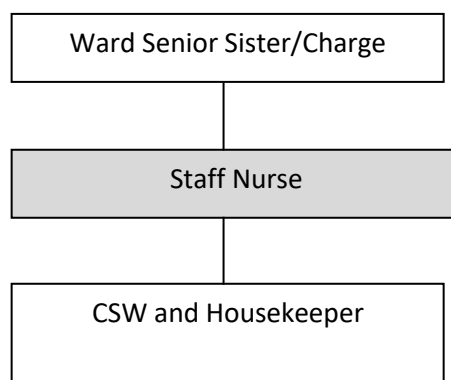 Ward Senior Sister/Charge
Staff Nurse
CSW and Housekeeper